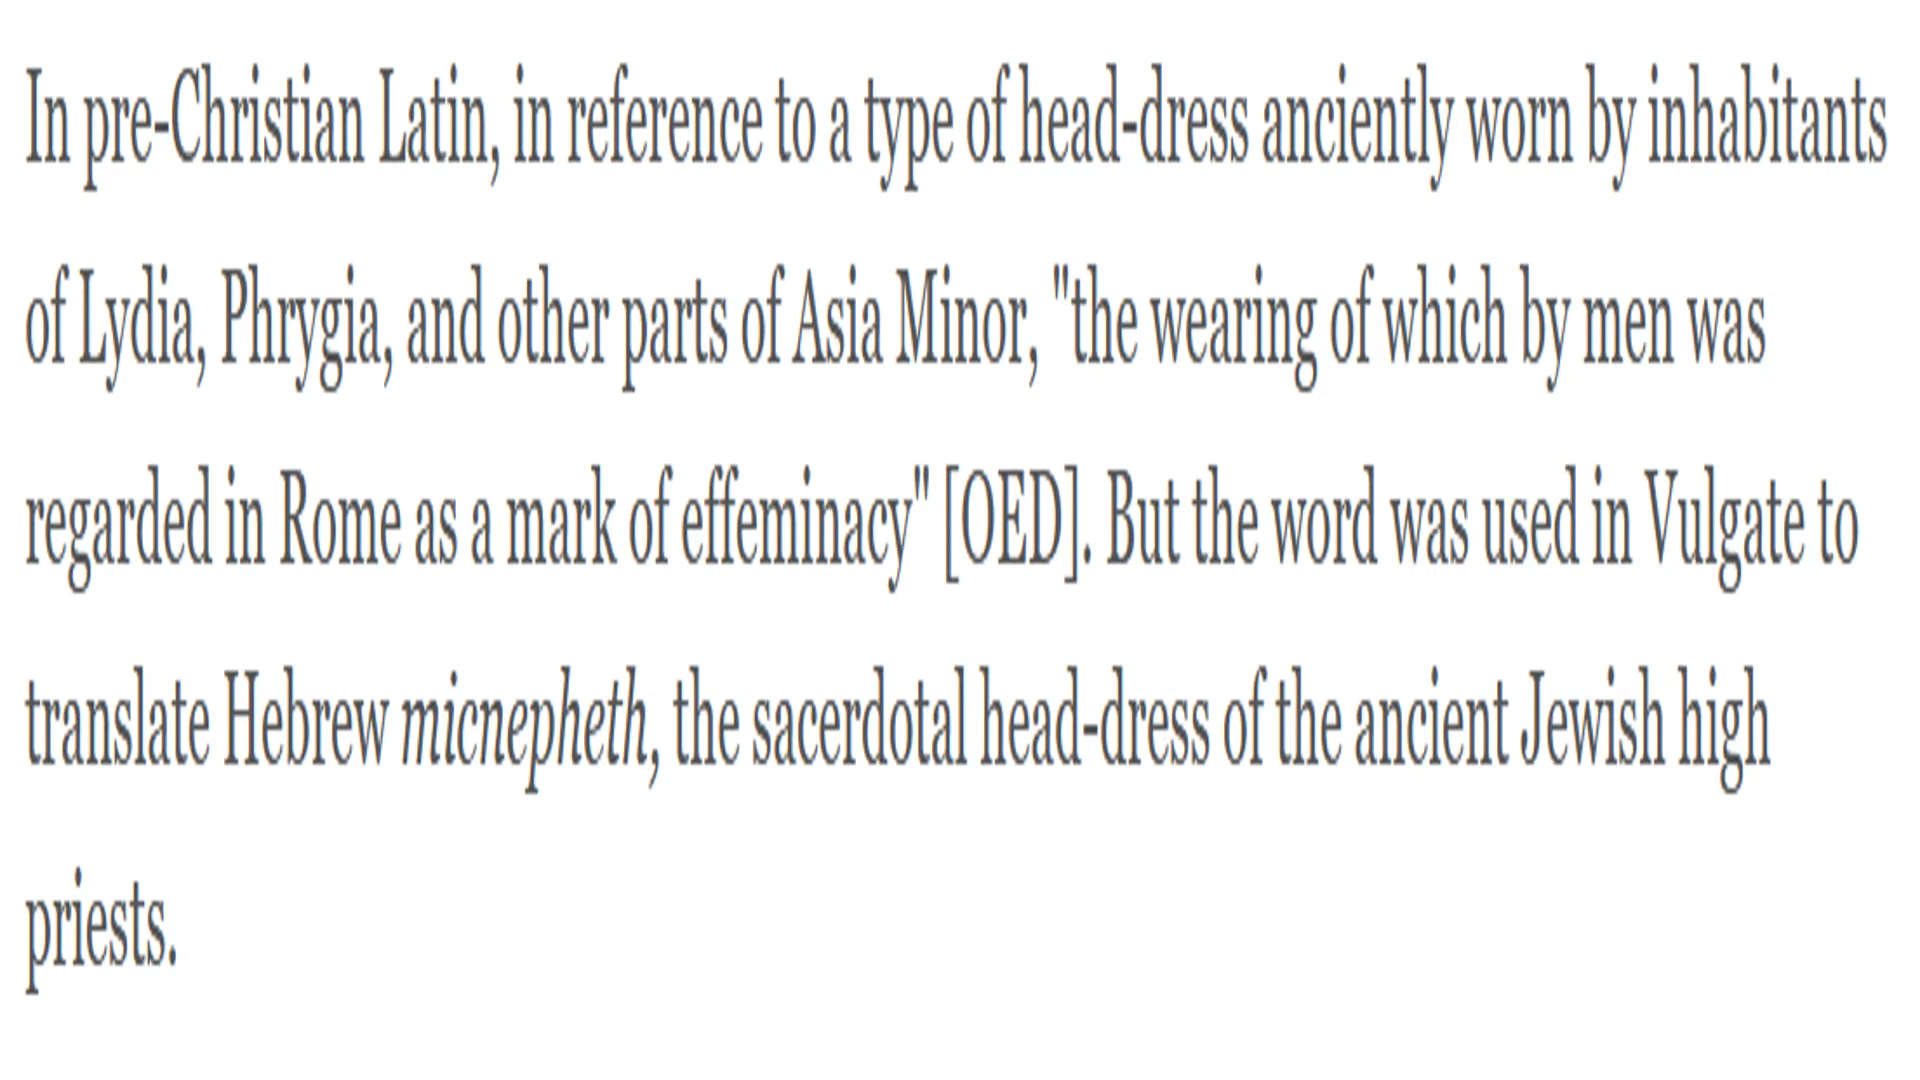 In pre-Christian Latin, in reference to a type of head-dress anciently worn by inhabitants
of Lydia, Phrygia, and other parts of Asia Minor, "the wearing of which by men was
regarded in Rome as a mark of effeminacy" [OED]. But the word was used in Vulgate to
translate Hebrew micnepheth, the sacerdotal head-dress of the ancient Jewish high
priests.